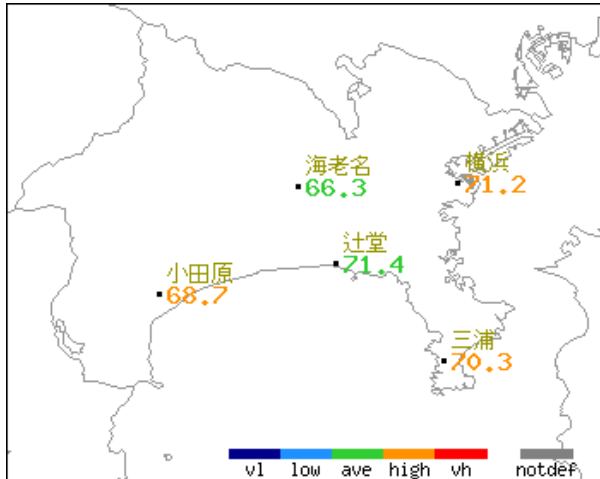 海老名
66.3
横浜
71.2
辻堂
71.4
小田原
68.7
三浦
70.3
vl low ave high vh notdef